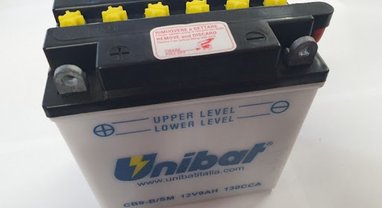 RIMUOVERE e GETTARE
REMOVE and DISCARD
UPPER LEVEL
LOWER LEVEL
Unibat
www.unibatitalia.com
CB9-B/SM 12V9AH 130CCA